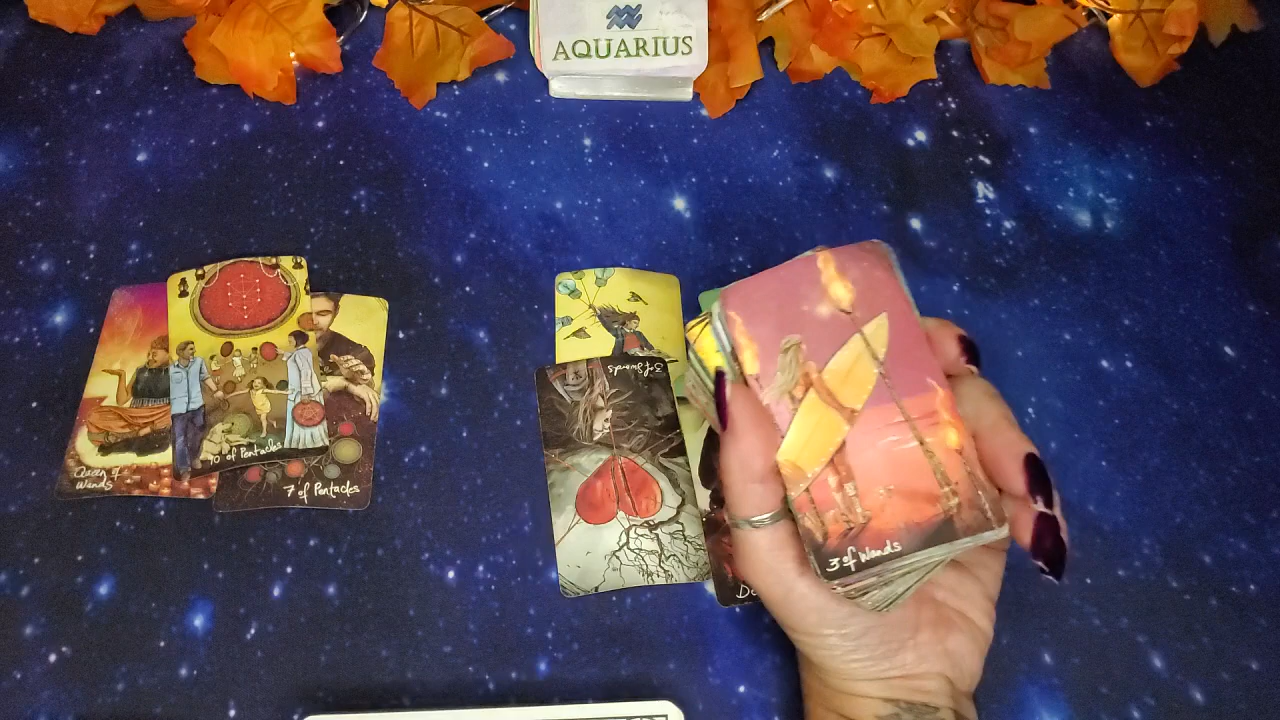 AQUARIUS
Queen of
Wands
10 of Pentacles
7 of Pentacles
3 of Swords
3 of Wands